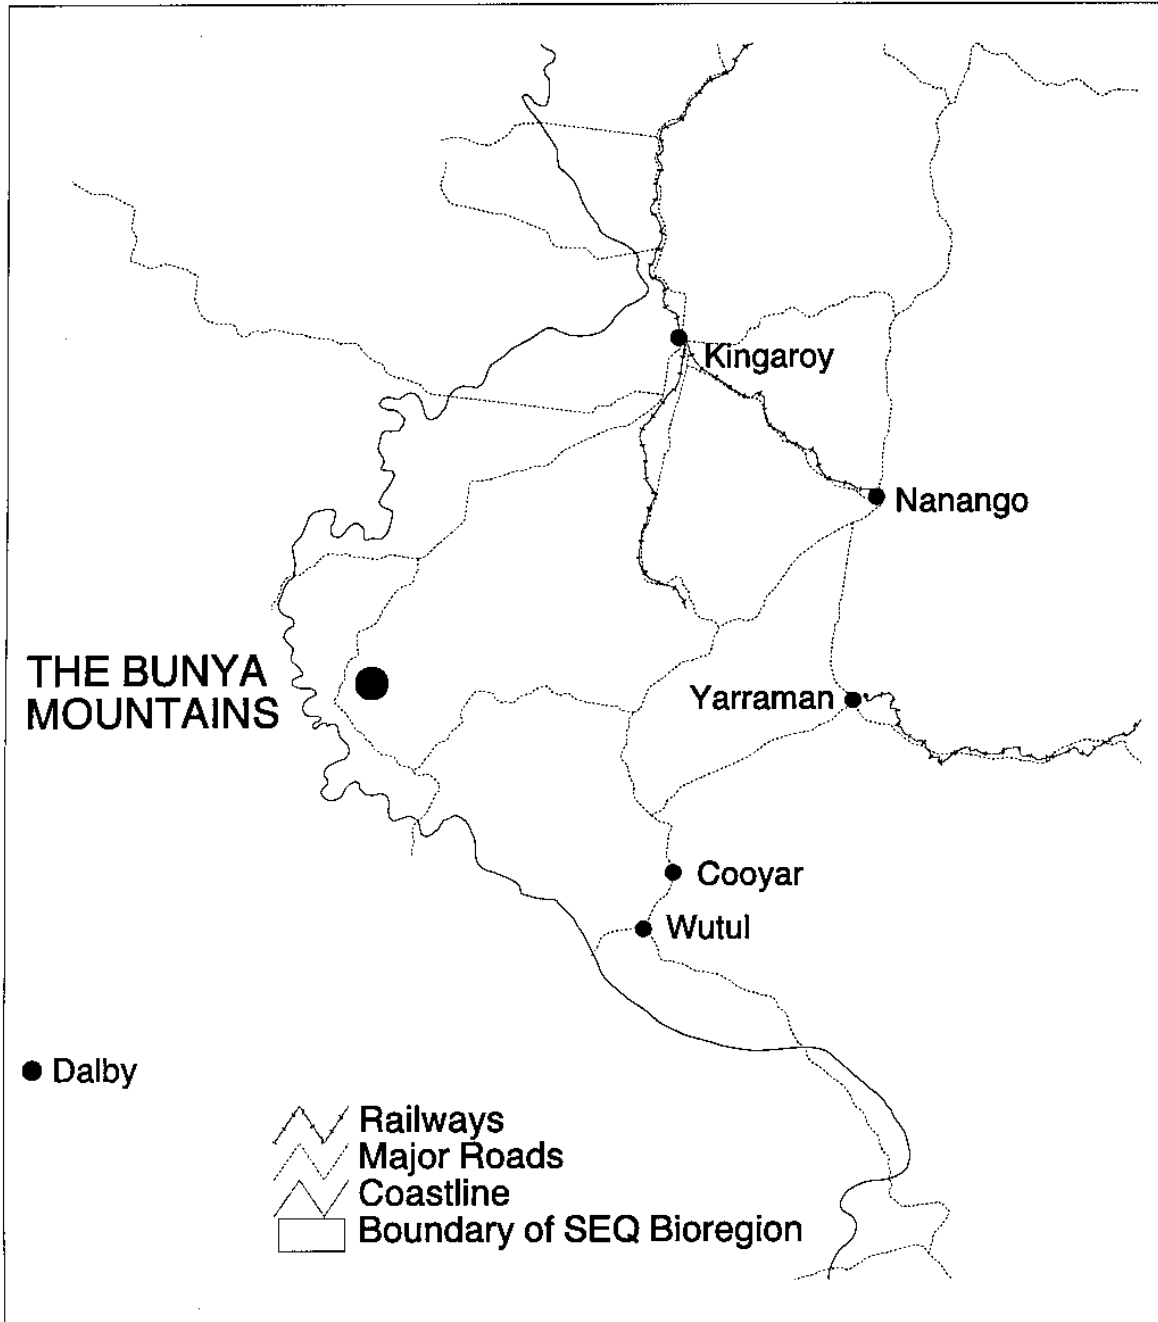 Kingaroy
Nanango
THE BUNYA
MOUNTAINS
Yarraman
Cooyar
Wutul
Dalby
Railways
Major Roads
Coastline
Boundary of SEQ Bioregion